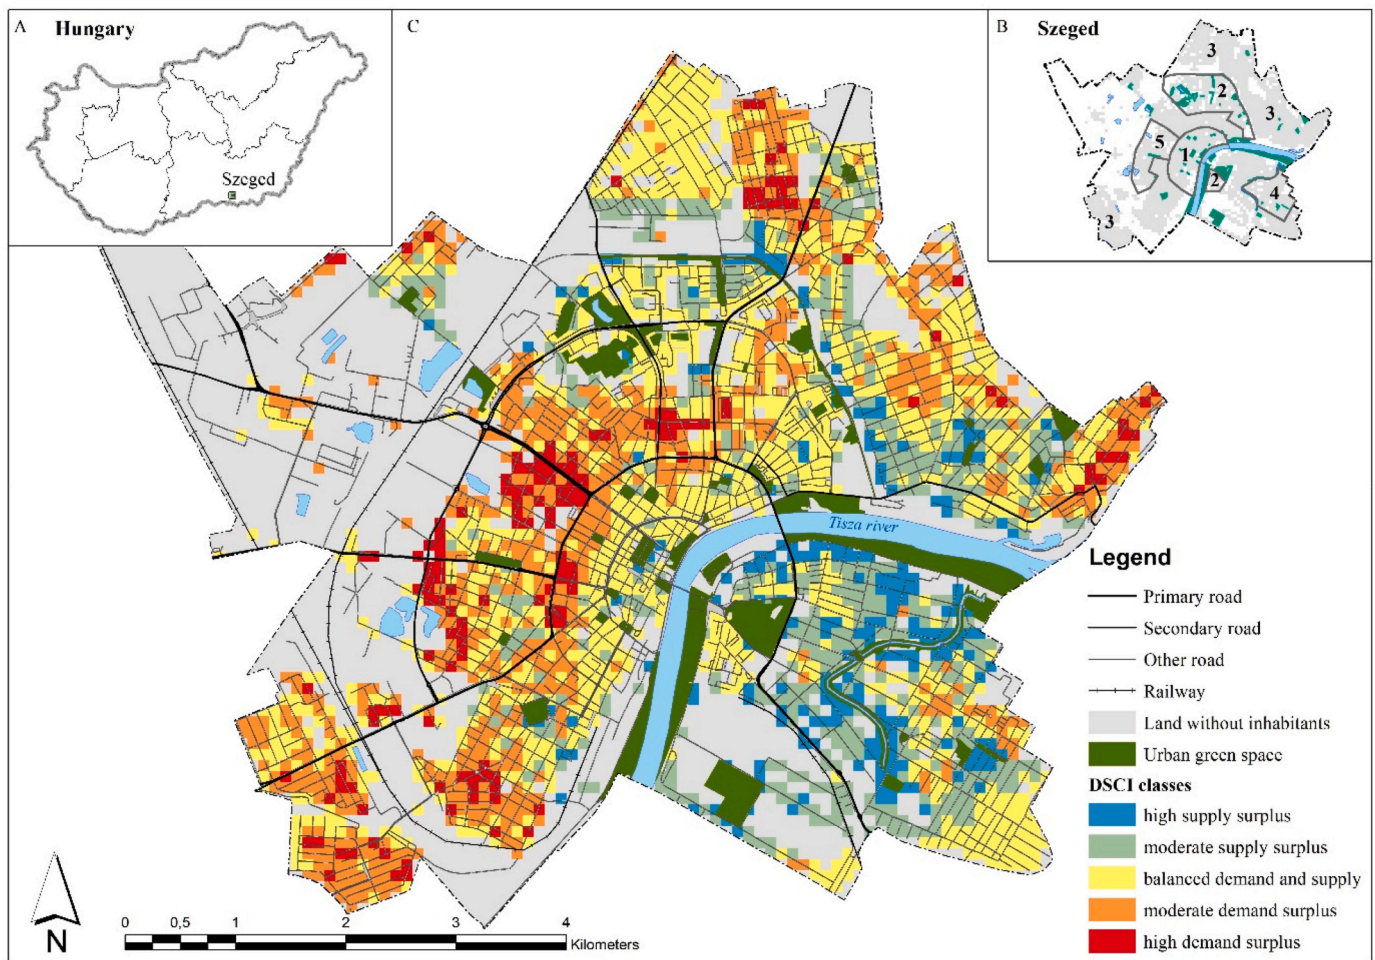 A Hungary
Szeged
C
B Szeged
3
2
3
5
1
2
4
3
Tisza river
Legend
Primary road
Secondary road
Other road
Railway
Land without inhabitants
Urban green space
DSCI classes
high supply surplus
moderate supply surplus
balanced demand and supply
moderate demand surplus
high demand surplus
N
0 0,5 1 2 3 4
Kilometers